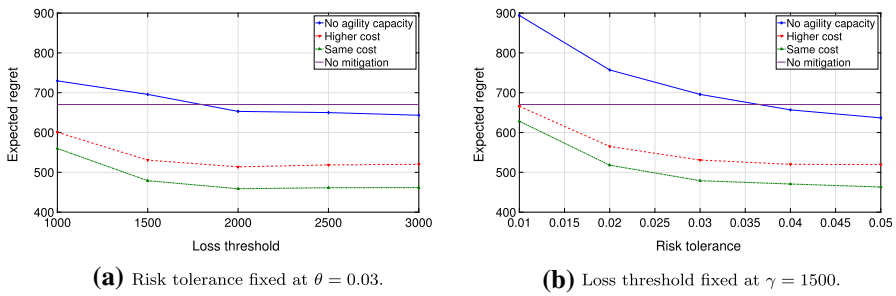 900
800
700
600
500
400
Expected regret
1000
1500
2000
2500
3000
Loss threshold
No agility capacity
Higher cost
Same cost
No mitigation
(a) Risk tolerance fixed at θ = 0.03.
900
800
700
600
500
400
Expected regret
0.01
0.015
0.02
0.025
0.03
0.035
0.04
0.045
0.05
Risk tolerance
No agility capacity
Higher cost
Same cost
No mitigation
(b) Loss threshold fixed at γ = 1500.